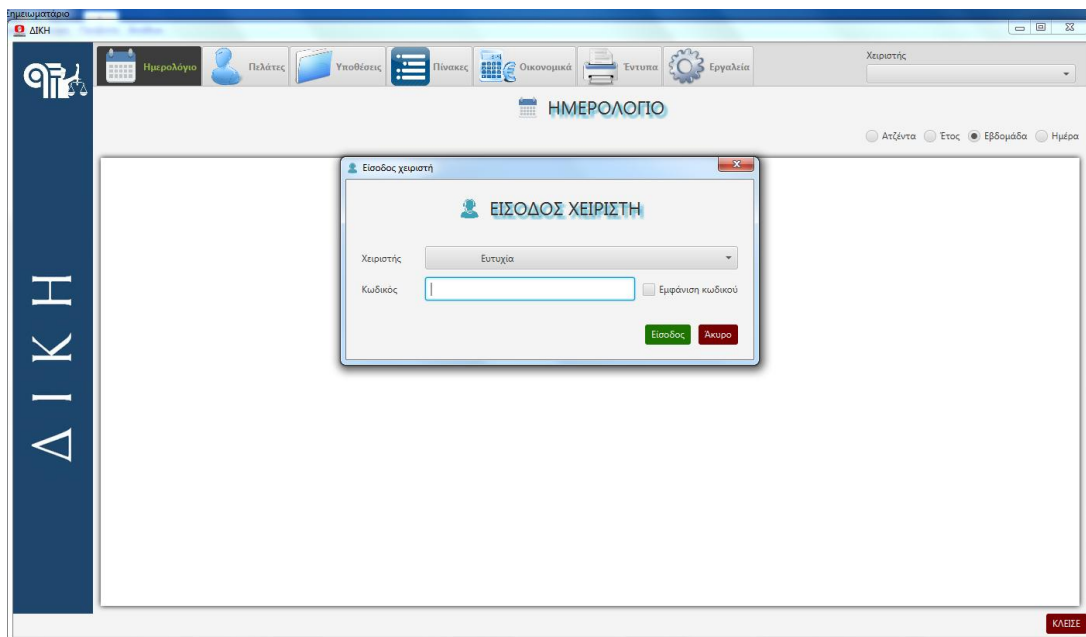 Σημειωματάριο
ΔΙΚΗ
Ημερολόγιο Πελάτες Υποθέσεις Πίνακες Οικονομικά Έντυπα Εργαλεία
Χειριστής
ΗΜΕΡΟΛΟΓΙΟ
Ατζέντα Έτος Εβδομάδα Ημέρα
Είσοδος χειριστή
ΕΙΣΟΔΟΣ ΧΕΙΡΙΣΤΗ
Χειριστής Ευτυχία
Κωδικός Εμφάνιση κωδικού
Είσοδος Άκυρο
ΔΙΚΗ
ΚΛΕΙΣΕ